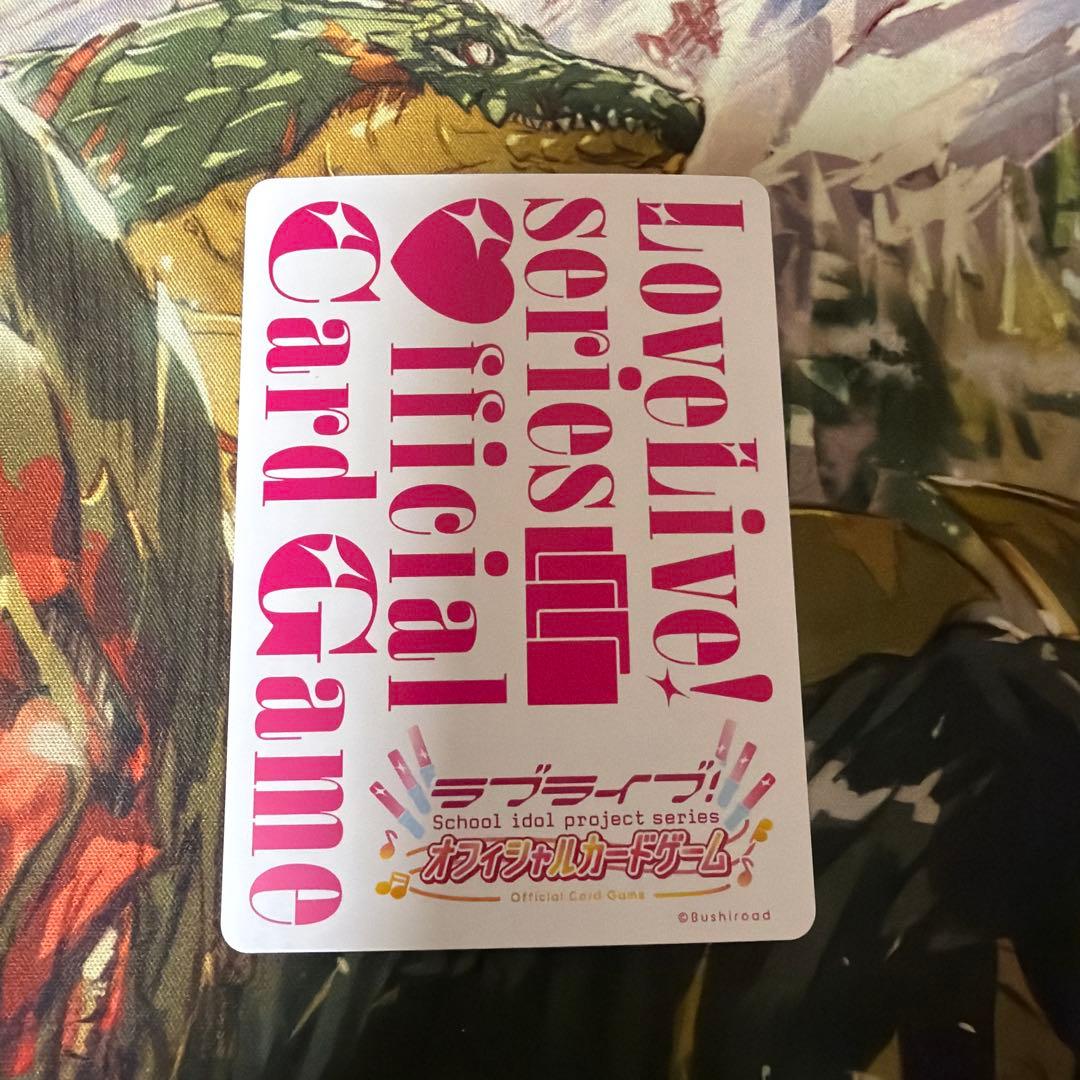 LoveLive!
series
♥fficial
Card Game
ラブライブ!
School idol project series
オフィシャルカードゲーム
Official Card Game
©Bushiroad